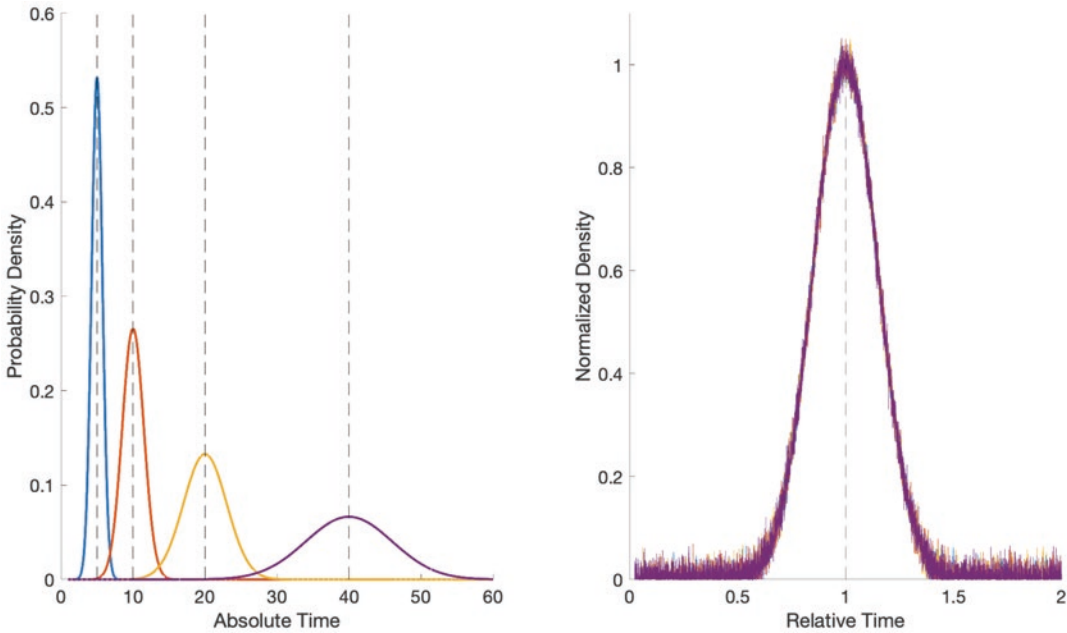 0.6
0.5
0.4
0.3
0.2
0.1
0
Probability Density
0 10 20 30 40 50 60
Absolute Time
1
0.8
0.6
0.4
0.2
0
Normalized Density
0 0.5 1 1.5 2
Relative Time